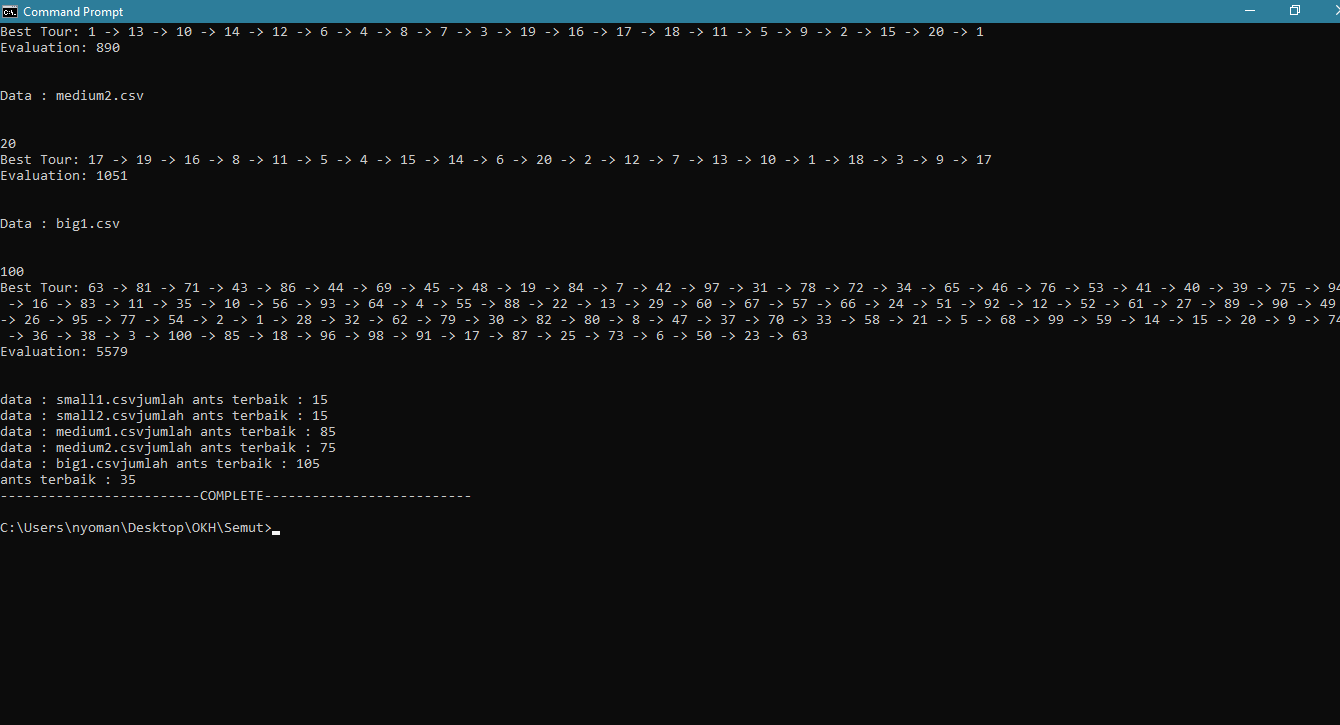 Command Prompt
Best Tour: 1 -> 13 -> 10 -> 14 -> 12 -> 6 -> 4 -> 8 -> 7 -> 3 -> 19 -> 16 -> 17 -> 18 -> 11 -> 5 -> 9 -> 2 -> 15 -> 20 -> 1
Evaluation: 890
Data : medium2.csv
20
Best Tour: 17 -> 19 -> 16 -> 8 -> 11 -> 5 -> 4 -> 15 -> 14 -> 6 -> 20 -> 2 -> 12 -> 7 -> 13 -> 10 -> 1 -> 18 -> 3 -> 9 -> 17
Evaluation: 1051
Data : big1.csv
100
Best Tour: 63 -> 81 -> 71 -> 43 -> 86 -> 44 -> 69 -> 45 -> 48 -> 19 -> 84 -> 7 -> 42 -> 97 -> 31 -> 78 -> 72 -> 34 -> 65 -> 46 -> 76 -> 53 -> 41 -> 40 -> 39 -> 75 -> 94
-> 16 -> 83 -> 11 -> 35 -> 10 -> 56 -> 93 -> 64 -> 4 -> 55 -> 88 -> 22 -> 13 -> 29 -> 60 -> 67 -> 57 -> 66 -> 24 -> 51 -> 92 -> 12 -> 52 -> 61 -> 27 -> 89 -> 90 -> 49
-> 26 -> 95 -> 77 -> 54 -> 2 -> 1 -> 28 -> 32 -> 62 -> 79 -> 30 -> 82 -> 80 -> 8 -> 47 -> 37 -> 70 -> 33 -> 58 -> 21 -> 5 -> 68 -> 99 -> 59 -> 14 -> 15 -> 20 -> 9 -> 74
-> 36 -> 38 -> 3 -> 100 -> 85 -> 18 -> 96 -> 98 -> 91 -> 17 -> 87 -> 25 -> 73 -> 6 -> 50 -> 23 -> 63
Evaluation: 5579
data : small1.csvjumlah ants terbaik : 15
data : small2.csvjumlah ants terbaik : 15
data : medium1.csvjumlah ants terbaik : 85
data : medium2.csvjumlah ants terbaik : 75
data : big1.csvjumlah ants terbaik : 105
ants terbaik : 35
-------------------------COMPLETE--------------------------
C:\Users\nyoman\Desktop\OKH\Semut>